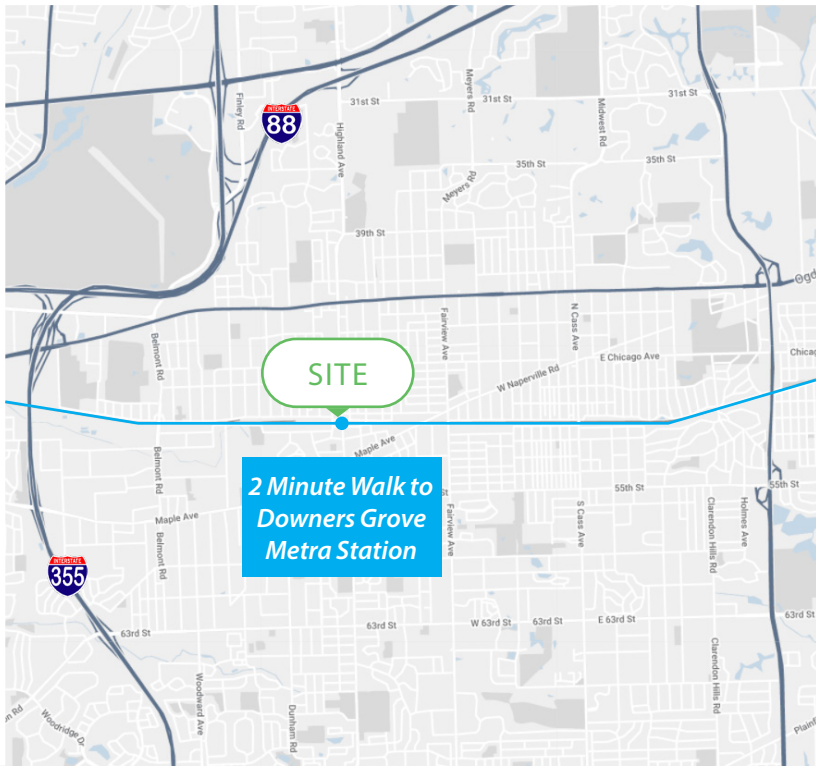 Finley Rd
INTERSTATE
88
31st St
Highland Ave
Meyers Rd
31st St
Midwest Rd
31st St
35th St
35th St
Meyers Rd
39th St
Belmont Rd
Fairview Ave
N Cass Ave
E Chicago Ave
W Naperville Rd
SITE
Maple Ave
2 Minute Walk to
Downers Grove
Metra Station
Belmont Rd
Maple Ave
Belmont Rd
Fairview Ave
55th St
S Cass Ave
Clarendon Hills Rd
Holmes Ave
55th St
INTERSTATE
355
63rd St
63rd St
W 63rd St
63rd St
E 63rd St
63rd St
Clarendon Hills Rd
Woodward Ave
Dunham Rd
Woodridge Dr